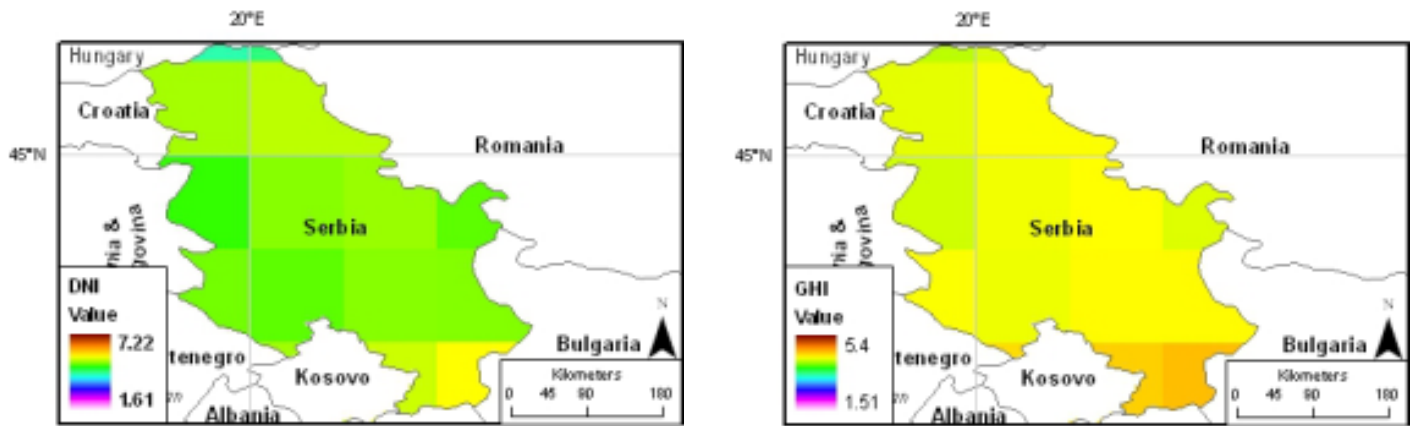 20°E
Hungary
Croatia
Romania
45°N
Serbia
DNI
Value
7.22
1.61
tenegro
Kosovo
Albania
Bulgaria
N
Kilometers
0 45 90 180
20°E
Hungary
Croatia
Romania
Serbia
GHI
Value
5.4
1.51
tenegro
Kosovo
Albania
Bulgaria
N
Kilometers
0 45 90 180